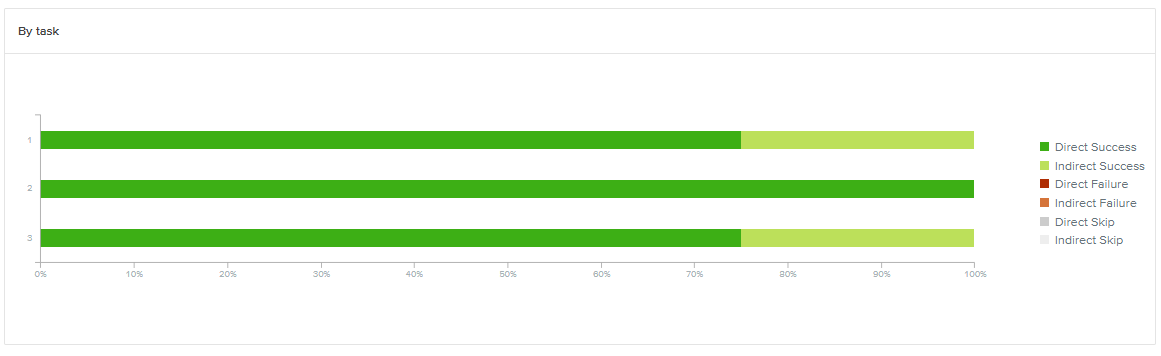 By task
1
2
3
0% 10% 20% 30% 40% 50% 60% 70% 80% 90% 100%
Direct Success
Indirect Success
Direct Failure
Indirect Failure
Direct Skip
Indirect Skip